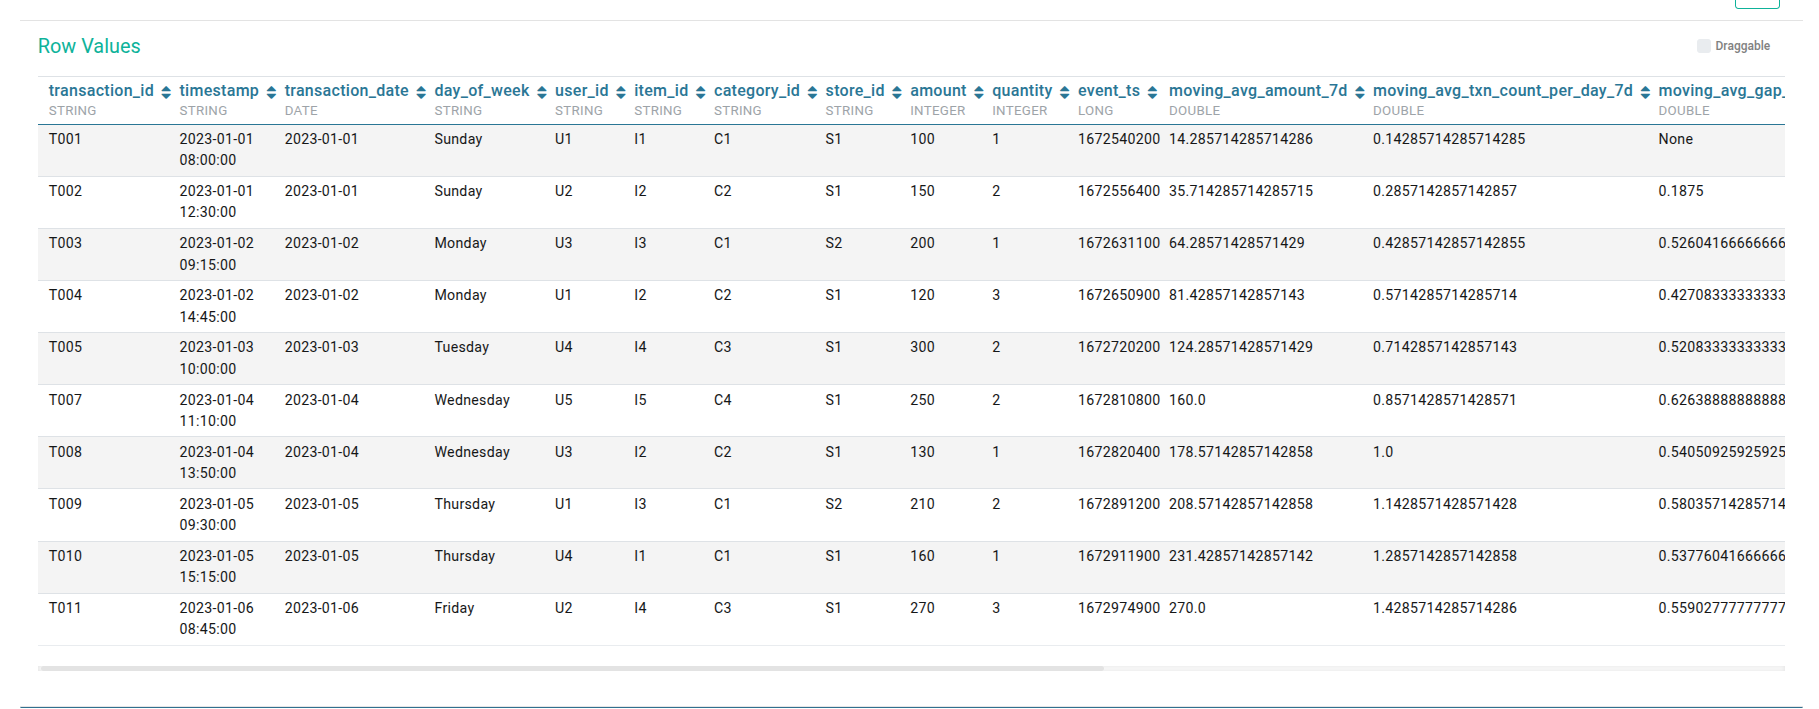 Row Values
Draggable
transaction_id timestamp transaction_date day_of_week user_id item_id category_id store_id amount quantity event_ts moving_avg_amount_7d moving_avg_txn_count_per_day_7d moving_avg_gap_
STRING STRING DATE STRING STRING STRING STRING STRING INTEGER INTEGER LONG DOUBLE DOUBLE DOUBLE
T001 2023-01-01 2023-01-01 Sunday U1 I1 C1 S1 100 1 1672540200 14.285714285714286 0.14285714285714285 None
08:00:00
T002 2023-01-01 2023-01-01 Sunday U2 I2 C2 S1 150 2 1672556400 35.714285714285715 0.2857142857142857 0.1875
12:30:00
T003 2023-01-02 2023-01-02 Monday U3 I3 C1 S2 200 1 1672631100 64.28571428571429 0.42857142857142855 0.52604166666666
09:15:00
T004 2023-01-02 2023-01-02 Monday U1 I2 C2 S1 120 3 1672650900 81.42857142857143 0.5714285714285714 0.42708333333333
14:45:00
T005 2023-01-03 2023-01-03 Tuesday U4 I4 C3 S1 300 2 1672720200 124.28571428571429 0.7142857142857143 0.52083333333333
10:00:00
T007 2023-01-04 2023-01-04 Wednesday U5 I5 C4 S1 250 2 1672810800 160.0 0.8571428571428571 0.62638888888888
11:10:00
T008 2023-01-04 2023-01-04 Wednesday U3 I2 C2 S1 130 1 1672820400 178.57142857142858 1.0 0.54050925925925
13:50:00
T009 2023-01-05 2023-01-05 Thursday U1 I3 C1 S2 210 2 1672891200 208.57142857142858 1.1428571428571428 0.58035714285714
09:30:00
T010 2023-01-05 2023-01-05 Thursday U4 I1 C1 S1 160 1 1672911900 231.42857142857142 1.2857142857142858 0.53776041666666
15:15:00
T011 2023-01-06 2023-01-06 Friday U2 I4 C3 S1 270 3 1672974900 270.0 1.4285714285714286 0.55902777777777
08:45:00